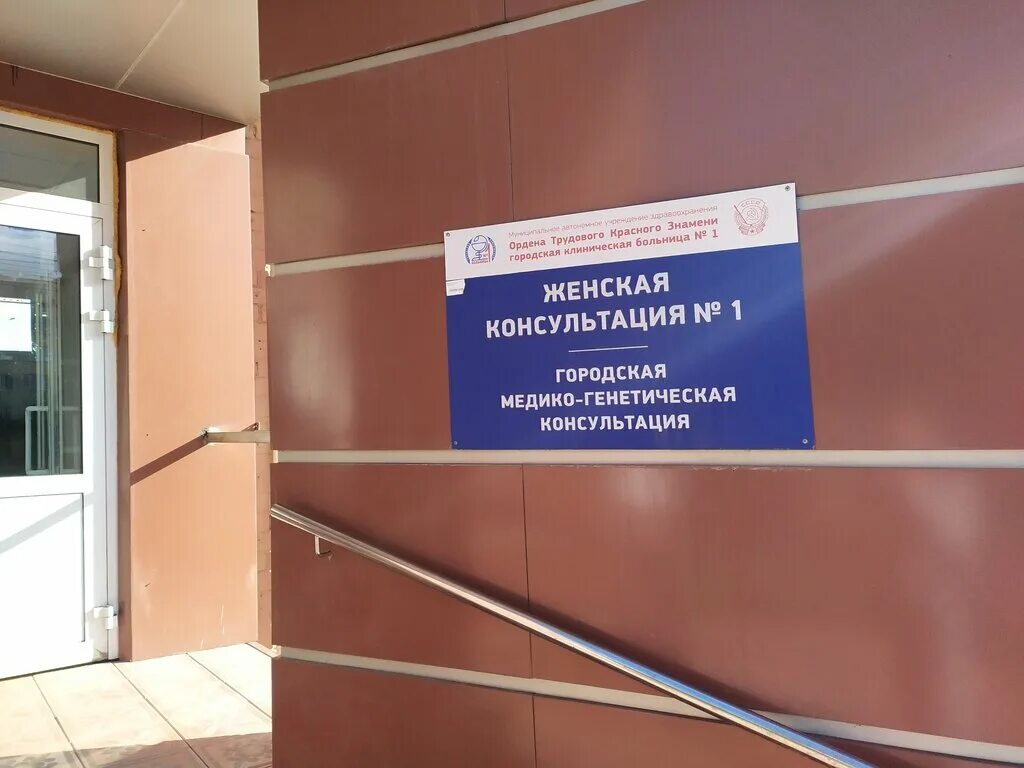 Муниципальное автономное учреждение здравоохранения
Ордена Трудового Красного Знамени
городская клиническая больница № 1
ЖЕНСКАЯ
КОНСУЛЬТАЦИЯ № 1
ГОРОДСКАЯ
МЕДИКО-ГЕНЕТИЧЕСКАЯ
КОНСУЛЬТАЦИЯ